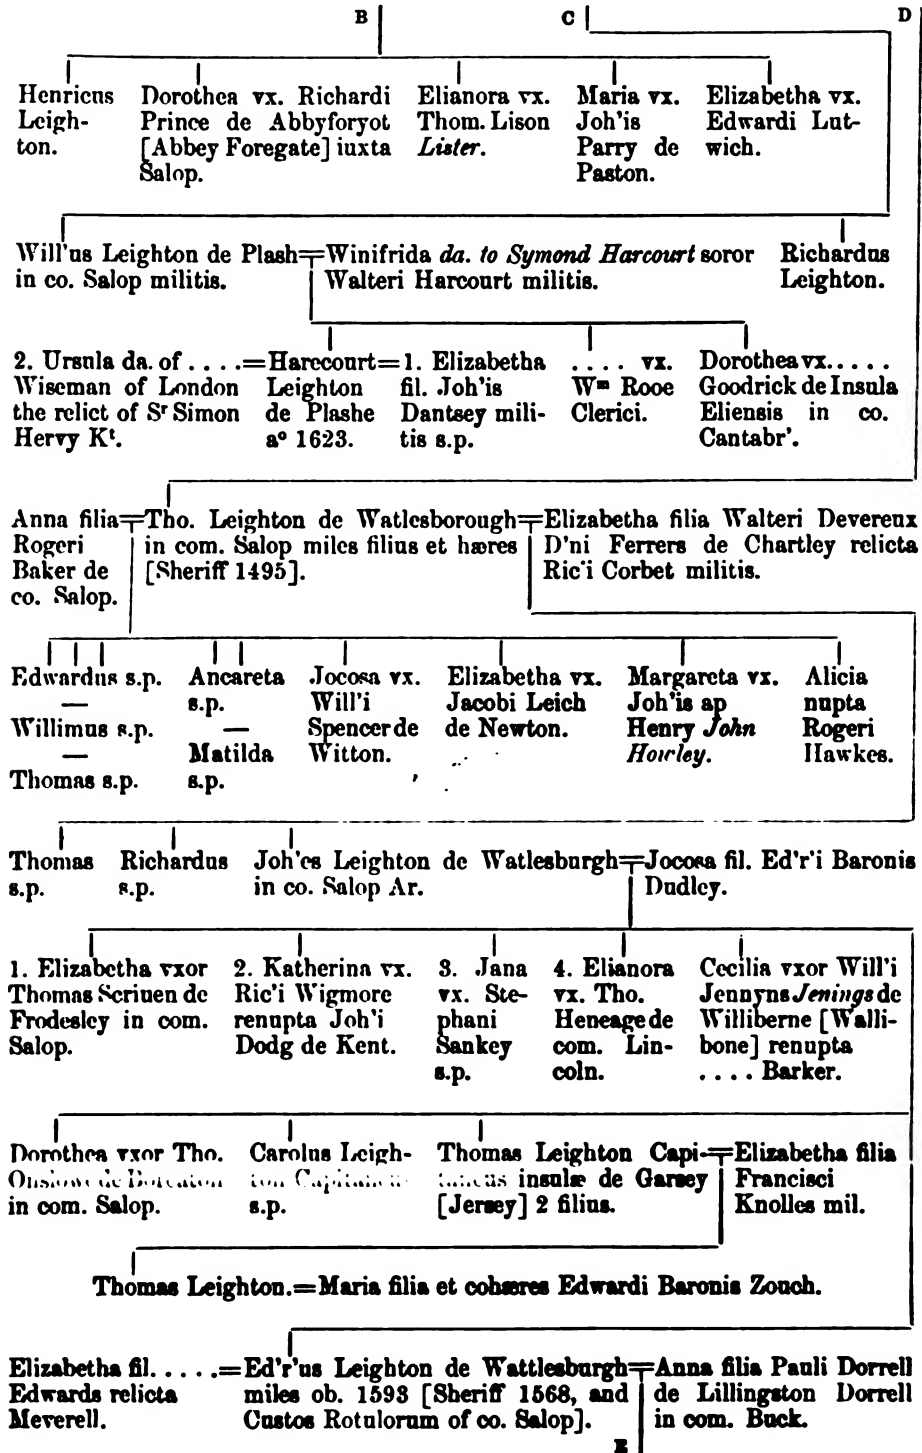 B C D
Henricus
Leigh-
ton.
Dorothea vx. Richardi
Prince de Abbyforyot
[Abbey Foregate] iuxta
Salop.
Elianora vx.
Thom. Lison
Lister.
Maria vx.
Joh'is
Parry de
Paston.
Elizabetha vx.
Edwardi Lut-
wich.
Will'us Leighton de Plash=Winifrida da. to Symond Harcourt soror
in co. Salop militis.
Walteri Harcourt militis.
Richardus
Leighton.
2. Ursula da. of . . . .=Harecourt=1. Elizabetha
Wiseman of London
the relict of Sr Simon
Hervy Kt.
Leighton
de Plashe
ao 1623.
fil. Joh'is
Dantsey mili-
tis s.p.
. . . . vx.
Wm Rooe
Clerici.
Dorothea vx. . . . .
Goodrick de Insula
Eliensis in co.
Cantabr'.
Anna filia=Tho. Leighton de Watlesborough=Elizabetha filia Walteri Devereux
Rogeri
Baker de
co. Salop.
in com. Salop miles filius et hæres
[Sheriff 1495].
D'ni Ferrers de Chartley relicta
Ric'i Corbet militis.
Edwardus s.p.
—
Willimus s.p.
—
Thomas s.p.
Ancareta
s.p.
—
Matilda
s.p.
Jocosa vx.
Will'i
Spencer de
Witton.
Elizabetha vx.
Jacobi Leich
de Newton.
Margareta vx.
Joh'is ap
Henry John
Howley.
Alicia
nupta
Rogeri
Hawkes.
Thomas
s.p.
Richardus
s.p.
Joh'es Leighton de Watlesburgh=Jocosa fil. Ed'r'i Baronis
in co. Salop Ar.
Dudley.
1. Elizabetha vxor
Thomas Scriuen de
Frodesley in com.
Salop.
2. Katherina vx.
Ric'i Wigmore
renupta Joh'i
Dodg de Kent.
3. Jana
vx. Ste-
phani
Sankey
s.p.
4. Elianora
vx. Tho.
Heneage de
com. Lin-
coln.
Cecilia vxor Will'i
Jennyns Jenings de
Williberne [Walli-
bone] renupta
. . . . Barker.
Dorothea vxor Tho.
Onslowe de
in com. Salop.
Carolus Leigh-
ton
s.p.
Thomas Leighton Capi-=Elizabetha filia
taneus insulæ de Garsey
[Jersey] 2 filius.
Francisci
Knolles mil.
Thomas Leighton.=Maria filia et cohæres Edwardi Baronis Zouch.
Elizabetha fil. . . . .=Ed'r'us Leighton de Wattlesburgh=Anna filia Pauli Dorrell
Edwards relicta
Meverell.
miles ob. 1593 [Sheriff 1568, and
Custos Rotulorum of co. Salop].
de Lillingston Dorrell
in com. Buck.
E